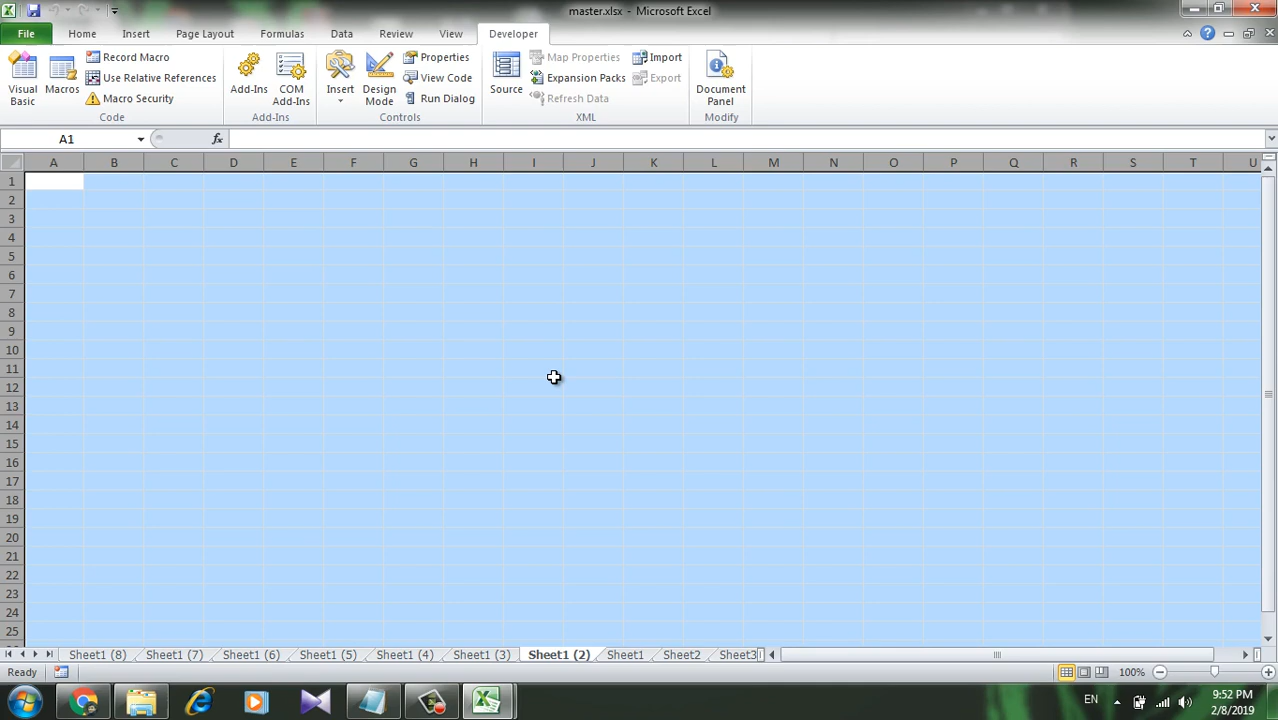 master.xlsx - Microsoft Excel
File Home Insert Page Layout Formulas Data Review View Developer
Visual Basic
Macros
Record Macro
Use Relative References
Macro Security
Code
Add-Ins
COM Add-Ins
Add-Ins
Insert
Design Mode
Properties
View Code
Run Dialog
Controls
Source
Map Properties
Expansion Packs
Refresh Data
Import
Export
XML
Document Panel
Modify
A1
fx
A B C D E F G H I J K L M N O P Q R S T U
1
2
3
4
5
6
7
8
9
10
11
12
13
14
15
16
17
18
19
20
21
22
23
24
25
Sheet1 (8) Sheet1 (7) Sheet1 (6) Sheet1 (5) Sheet1 (4) Sheet1 (3) Sheet1 (2) Sheet1 Sheet2 Sheet3
Ready
100%
EN
9:52 PM
2/8/2019